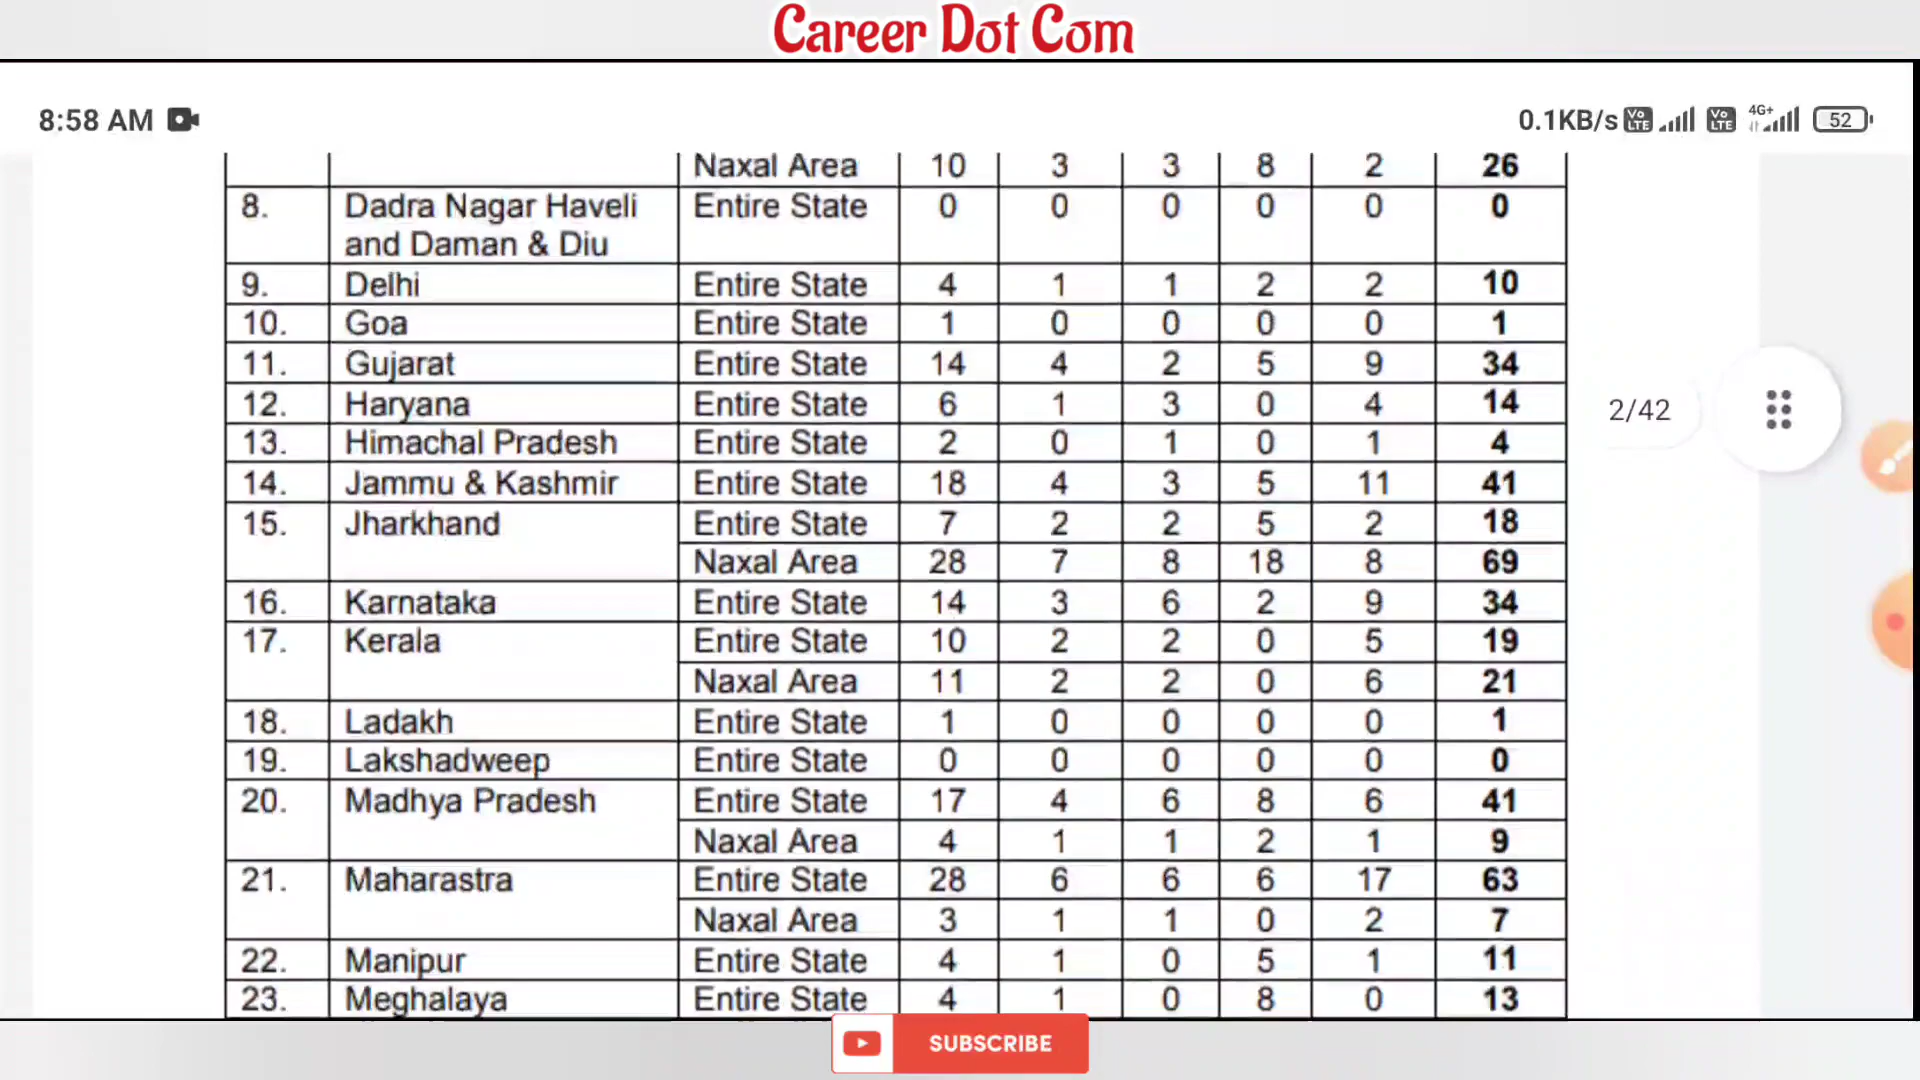 Career Dot Com
8:58 AM 0.1KB/s Vo LTE Vo LTE 4G+ 52
Naxal Area 10 3 3 8 2 26
8. Dadra Nagar Haveli Entire State 0 0 0 0 0 0
and Daman & Diu
9. Delhi Entire State 4 1 1 2 2 10
10. Goa Entire State 1 0 0 0 0 1
11. Gujarat Entire State 14 4 2 5 9 34
12. Haryana Entire State 6 1 3 0 4 14
2/42
13. Himachal Pradesh Entire State 2 0 1 0 1 4
14. Jammu & Kashmir Entire State 18 4 3 5 11 41
15. Jharkhand Entire State 7 2 2 5 2 18
Naxal Area 28 7 8 18 8 69
16. Karnataka Entire State 14 3 6 2 9 34
17. Kerala Entire State 10 2 2 0 5 19
Naxal Area 11 2 2 0 6 21
18. Ladakh Entire State 1 0 0 0 0 1
19. Lakshadweep Entire State 0 0 0 0 0 0
20. Madhya Pradesh Entire State 17 4 6 8 6 41
Naxal Area 4 1 1 2 1 9
21. Maharastra Entire State 28 6 6 6 17 63
Naxal Area 3 1 1 0 2 7
22. Manipur Entire State 4 1 0 5 1 11
23. Meghalaya Entire State 4 1 0 8 0 13
SUBSCRIBE